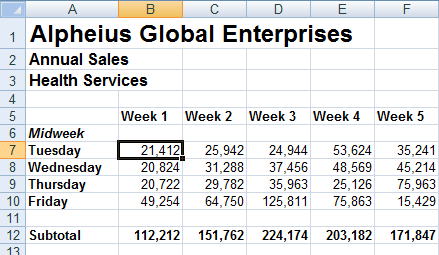 A B C D E F
1 Alpheius Global Enterprises
2 Annual Sales
3 Health Services
4
5 Week 1 Week 2 Week 3 Week 4 Week 5
6 Midweek
7 Tuesday 21,412 25,942 24,944 53,624 35,241
8 Wednesday 20,824 31,288 37,456 48,569 45,214
9 Thursday 20,722 29,782 35,963 25,126 75,963
10 Friday 49,254 64,750 125,811 75,863 15,429
11
12 Subtotal 112,212 151,762 224,174 203,182 171,847
13